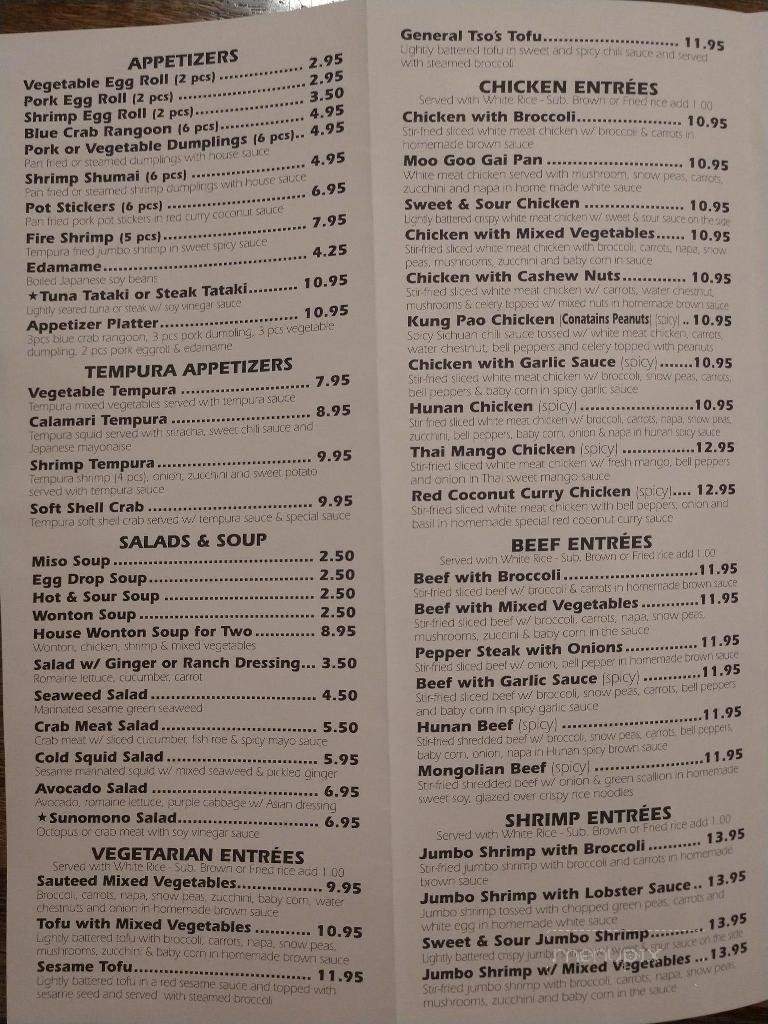 APPETIZERS
Vegetable Egg Roll (2 pcs) 2.95
Pork Egg Roll (2 pcs) 2.95
Shrimp Egg Roll (2 pcs) 3.50
Blue Crab Rangoon (6 pcs) 4.95
Pork or Vegetable Dumplings (6 pcs).. 4.95
Pan fried or steamed dumplings with house sauce
Shrimp Shumai (6 pcs) 4.95
Pan fried or steamed shrimp dumplings with house sauce
Pot Stickers (6 pcs) 6.95
Pan fried pork pot stickers in red curry coconut sauce
Fire Shrimp (5 pcs) 7.95
Tempura fried jumbo shrimp in sweet spicy sauce
Edamame 4.25
Boiled Japanese soy beans
★Tuna Tataki or Steak Tataki 10.95
Lightly seared tuna or steak w/ soy vinegar sauce
Appetizer Platter 10.95
3pcs blue crab rangoon, 3 pcs pork dumpling, 3 pcs vegetable
dumpling, 2 pcs pork eggroll & edamame
TEMPURA APPETIZERS
Vegetable Tempura 7.95
Tempura mixed vegetables served with tempura sauce
Calamari Tempura 8.95
Tempura squid served with sriracha, sweet chili sauce and
Japanese mayonaise
Shrimp Tempura 9.95
Tempura shrimp (4 pcs), onion, zucchini and sweet potato
served with tempura sauce
Soft Shell Crab 9.95
Tempura soft shell crab served w/ tempura sauce & special sauce
SALADS & SOUP
Miso Soup 2.50
Egg Drop Soup 2.50
Hot & Sour Soup 2.50
Wonton Soup 2.50
House Wonton Soup for Two 8.95
Wonton, chicken, shrimp & mixed vegetables
Salad w/ Ginger or Ranch Dressing... 3.50
Romaine lettuce, cucumber, carrot
Seaweed Salad 4.50
Marinated sesame green seaweed
Crab Meat Salad 5.50
Crab meat w/ sliced cucumber, fish roe & spicy mayo sauce
Cold Squid Salad 5.95
Sesame marinated squid w/ mixed seaweed & pickled ginger
Avocado Salad 6.95
Avocado, romaine lettuce, purple cabbage w/ Asian dressing
★Sunomono Salad 6.95
Octopus or crab meat with soy vinegar sauce
VEGETARIAN ENTRÉES
Served with White Rice - Sub. Brown or Fried rice add 1.00
Sauteed Mixed Vegetables 9.95
Broccoli, carrots, napa, snow peas, zucchini, baby corn, water
chestnuts and onion in homemade brown sauce
Tofu with Mixed Vegetables 10.95
Lightly battered tofu with broccoli, carrots, napa, snow peas,
mushrooms, zucchini & baby corn in homemade brown sauce
Sesame Tofu 11.95
Lightly battered tofu in a red sesame sauce and topped with
sesame seed and served with steamed broccoli
General Tso's Tofu 11.95
Lightly battered tofu in sweet and spicy chili sauce and served
with steamed broccoli
CHICKEN ENTRÉES
Served with White Rice - Sub. Brown or Fried rice add 1.00
Chicken with Broccoli 10.95
Stir-fried sliced white meat chicken w/ broccoli & carrots in
homemade brown sauce
Moo Goo Gai Pan 10.95
White meat chicken served with mushroom, snow peas, carrots,
zucchini and napa in home made white sauce
Sweet & Sour Chicken 10.95
Lightly battered crispy white meat chicken w/ sweet & sour sauce on the side
Chicken with Mixed Vegetables 10.95
Stir-fried sliced white meat chicken with broccoli, carrots, napa, snow
peas, mushrooms, zucchini and baby corn in sauce
Chicken with Cashew Nuts 10.95
Stir-fried sliced white meat chicken w/ carrots, water chestnut,
mushrooms & celery topped w/ mixed nuts in homemade brown sauce
Kung Pao Chicken (Conatains Peanuts) (spicy) .. 10.95
Spicy Sichuan chili sauce tossed w/ white meat chicken, carrots,
water chestnut, bell peppers and celery topped with peanuts
Chicken with Garlic Sauce (spicy) 10.95
Stir-fried sliced white meat chicken w/ broccoli, snow peas, carrots,
bell peppers & baby corn in spicy garlic sauce
Hunan Chicken (spicy) 10.95
Stir fried sliced white meat chicken w/ broccoli, carrots, napa, snow peas,
zucchini, bell peppers, baby corn, onion & napa in hunan spicy sauce
Thai Mango Chicken (spicy) 12.95
Stir-fried sliced white meat chicken w/ fresh mango, bell peppers
and onion in Thai sweet mango sauce
Red Coconut Curry Chicken (spicy).... 12.95
Stir-fried sliced white meat chicken with bell peppers, onion and
basil in homemade special red coconut curry sauce
BEEF ENTRÉES
Served with White Rice - Sub. Brown or Fried rice add 1.00
Beef with Broccoli 11.95
Stir-fried sliced beef w/ broccoli & carrots in homemade brown sauce
Beef with Mixed Vegetables 11.95
Stir-fried sliced beef w/ broccoli, carrots, napa, snow peas,
mushrooms, zuccini & baby corn in the sauce
Pepper Steak with Onions 11.95
Stir-fried sliced beef w/ onion, bell pepper in homemade brown sauce
Beef with Garlic Sauce (spicy) 11.95
Stir-fried sliced beef w/ broccoli, snow peas, carrots, bell peppers
and baby corn in spicy garlic sauce
Hunan Beef (spicy) 11.95
Stir-fried shredded beef w/ broccoli, snow peas, carrots, bell peppers,
baby corn, onion, napa in Hunan spicy brown sauce
Mongolian Beef (spicy) 11.95
Stir-fried shredded beef w/ onion & green scallion in homemade
sweet soy, glazed over crispy rice noodles
SHRIMP ENTRÉES
Served with White Rice - Sub. Brown or Fried rice add 1.00
Jumbo Shrimp with Broccoli 13.95
Stir-fried jumbo shrimp with broccoli and carrots in homemade
brown sauce
Jumbo Shrimp with Lobster Sauce.. 13.95
Jumbo shrimp tossed with chopped green peas, carrots and
white egg in homemade white sauce
Sweet & Sour Jumbo Shrimp 13.95
Lightly battered crispy jumbo sour sauce on the side
menupix
Jumbo Shrimp w/ Mixed Vegetables ... 13.95
Stir-fried jumbo shrimp with broccoli, carrots, napa, snow peas,
mushrooms, zucchini and baby corn in the sauce